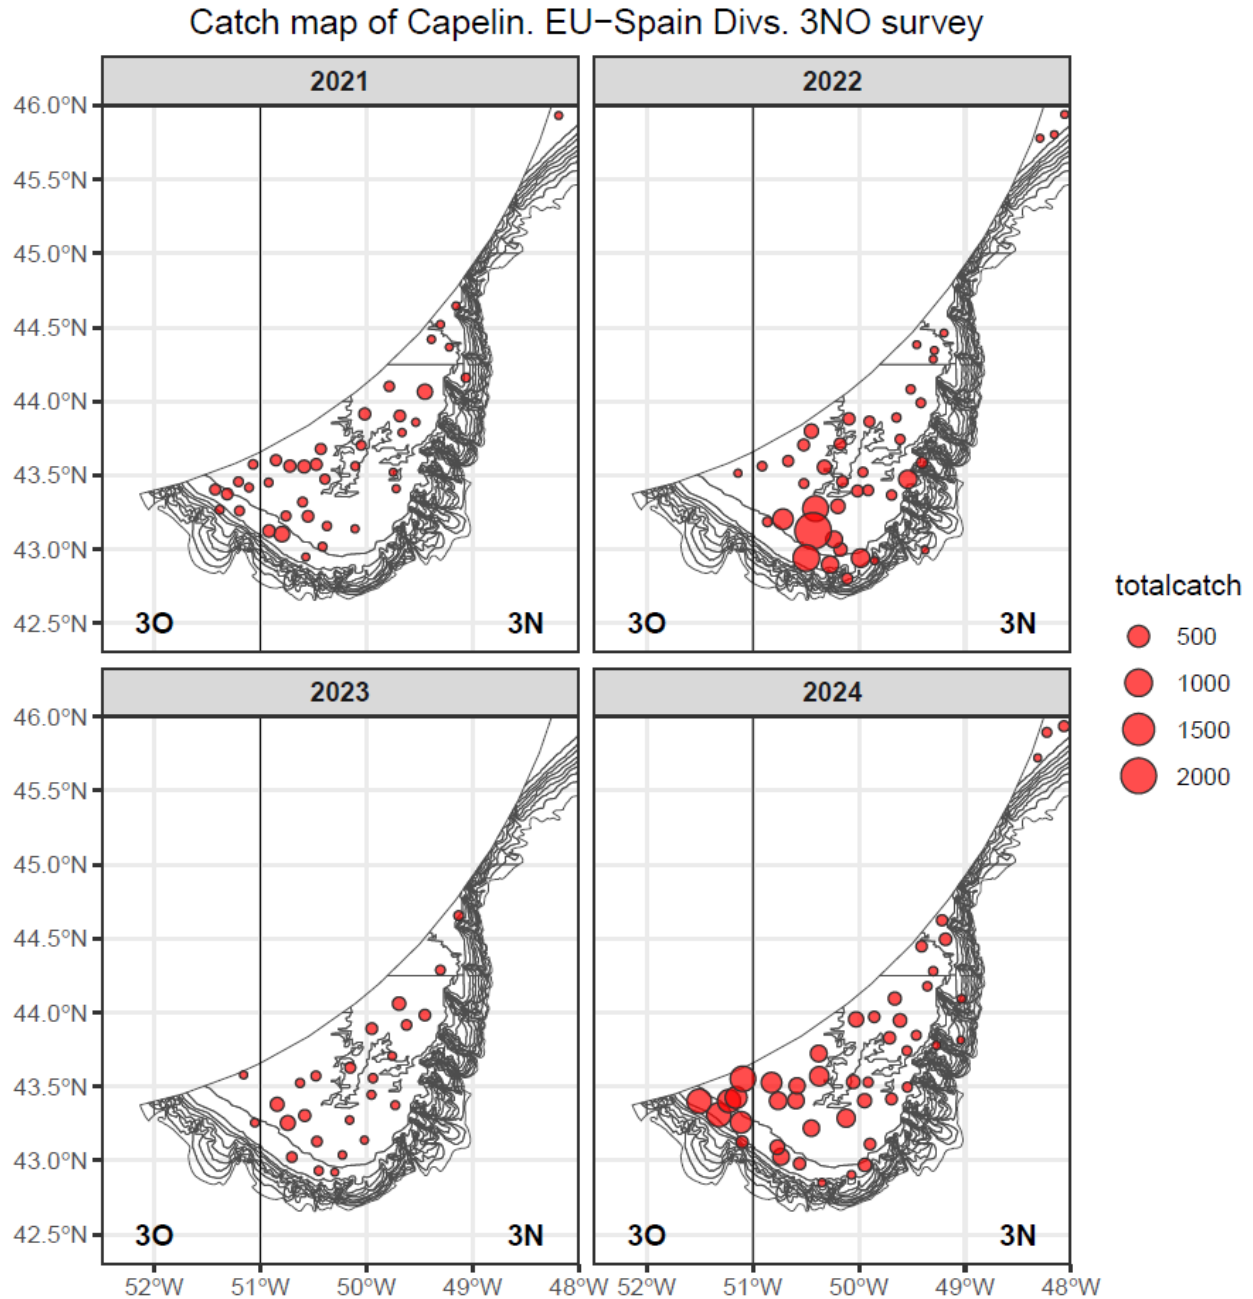 Catch map of Capelin. EU−Spain Divs. 3NO survey
2021
2022
46.0°N
45.5°N
45.0°N
44.5°N
44.0°N
43.5°N
43.0°N
42.5°N
3O
3N
3O
3N
totalcatch
500
1000
1500
2000
2023
2024
46.0°N
45.5°N
45.0°N
44.5°N
44.0°N
43.5°N
43.0°N
42.5°N
3O
3N
3O
3N
52°W 51°W 50°W 49°W 48°W 52°W 51°W 50°W 49°W 48°W